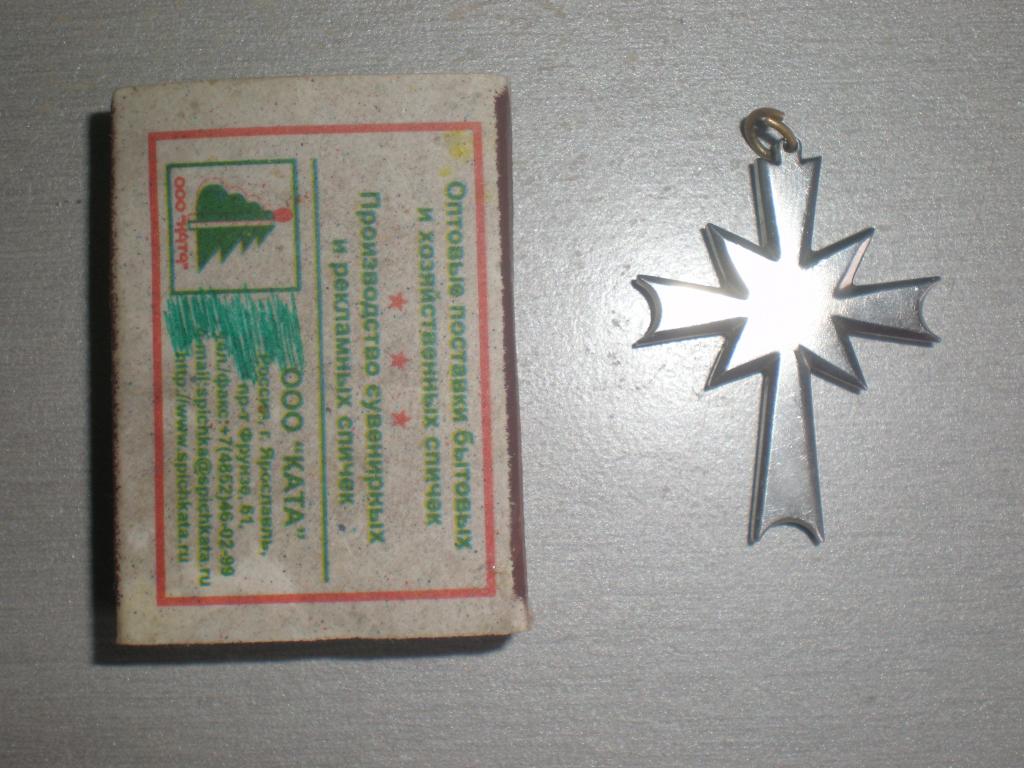 Оптовые поставки бытовых
и хозяйственных спичек
Производство сувенирных
и рекламных спичек
ООО "КАТА"
ООО "КАТА"
Россия, г. Ярославль,
пр-т Фрунзе, 61,
тел/факс:+7(4852)46-02-99
email:spichka@spichkata.ru
http://www.spichkata.ru